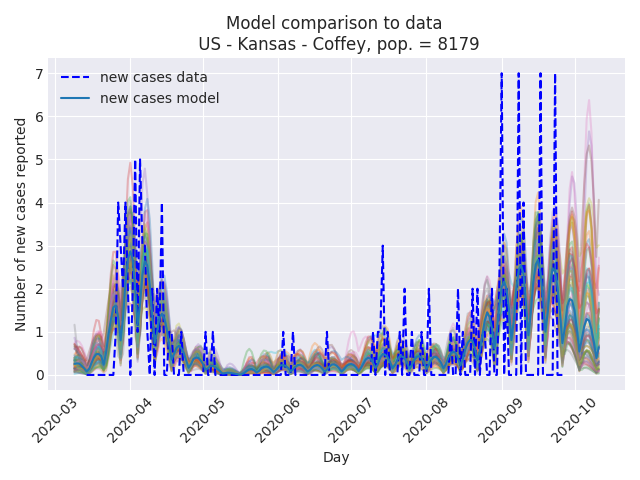 Model comparison to data
US - Kansas - Coffey, pop. = 8179
new cases data
new cases model
Number of new cases reported
7
6
5
4
3
2
1
0
2020-03
2020-04
2020-05
2020-06
2020-07
2020-08
2020-09
2020-10
Day